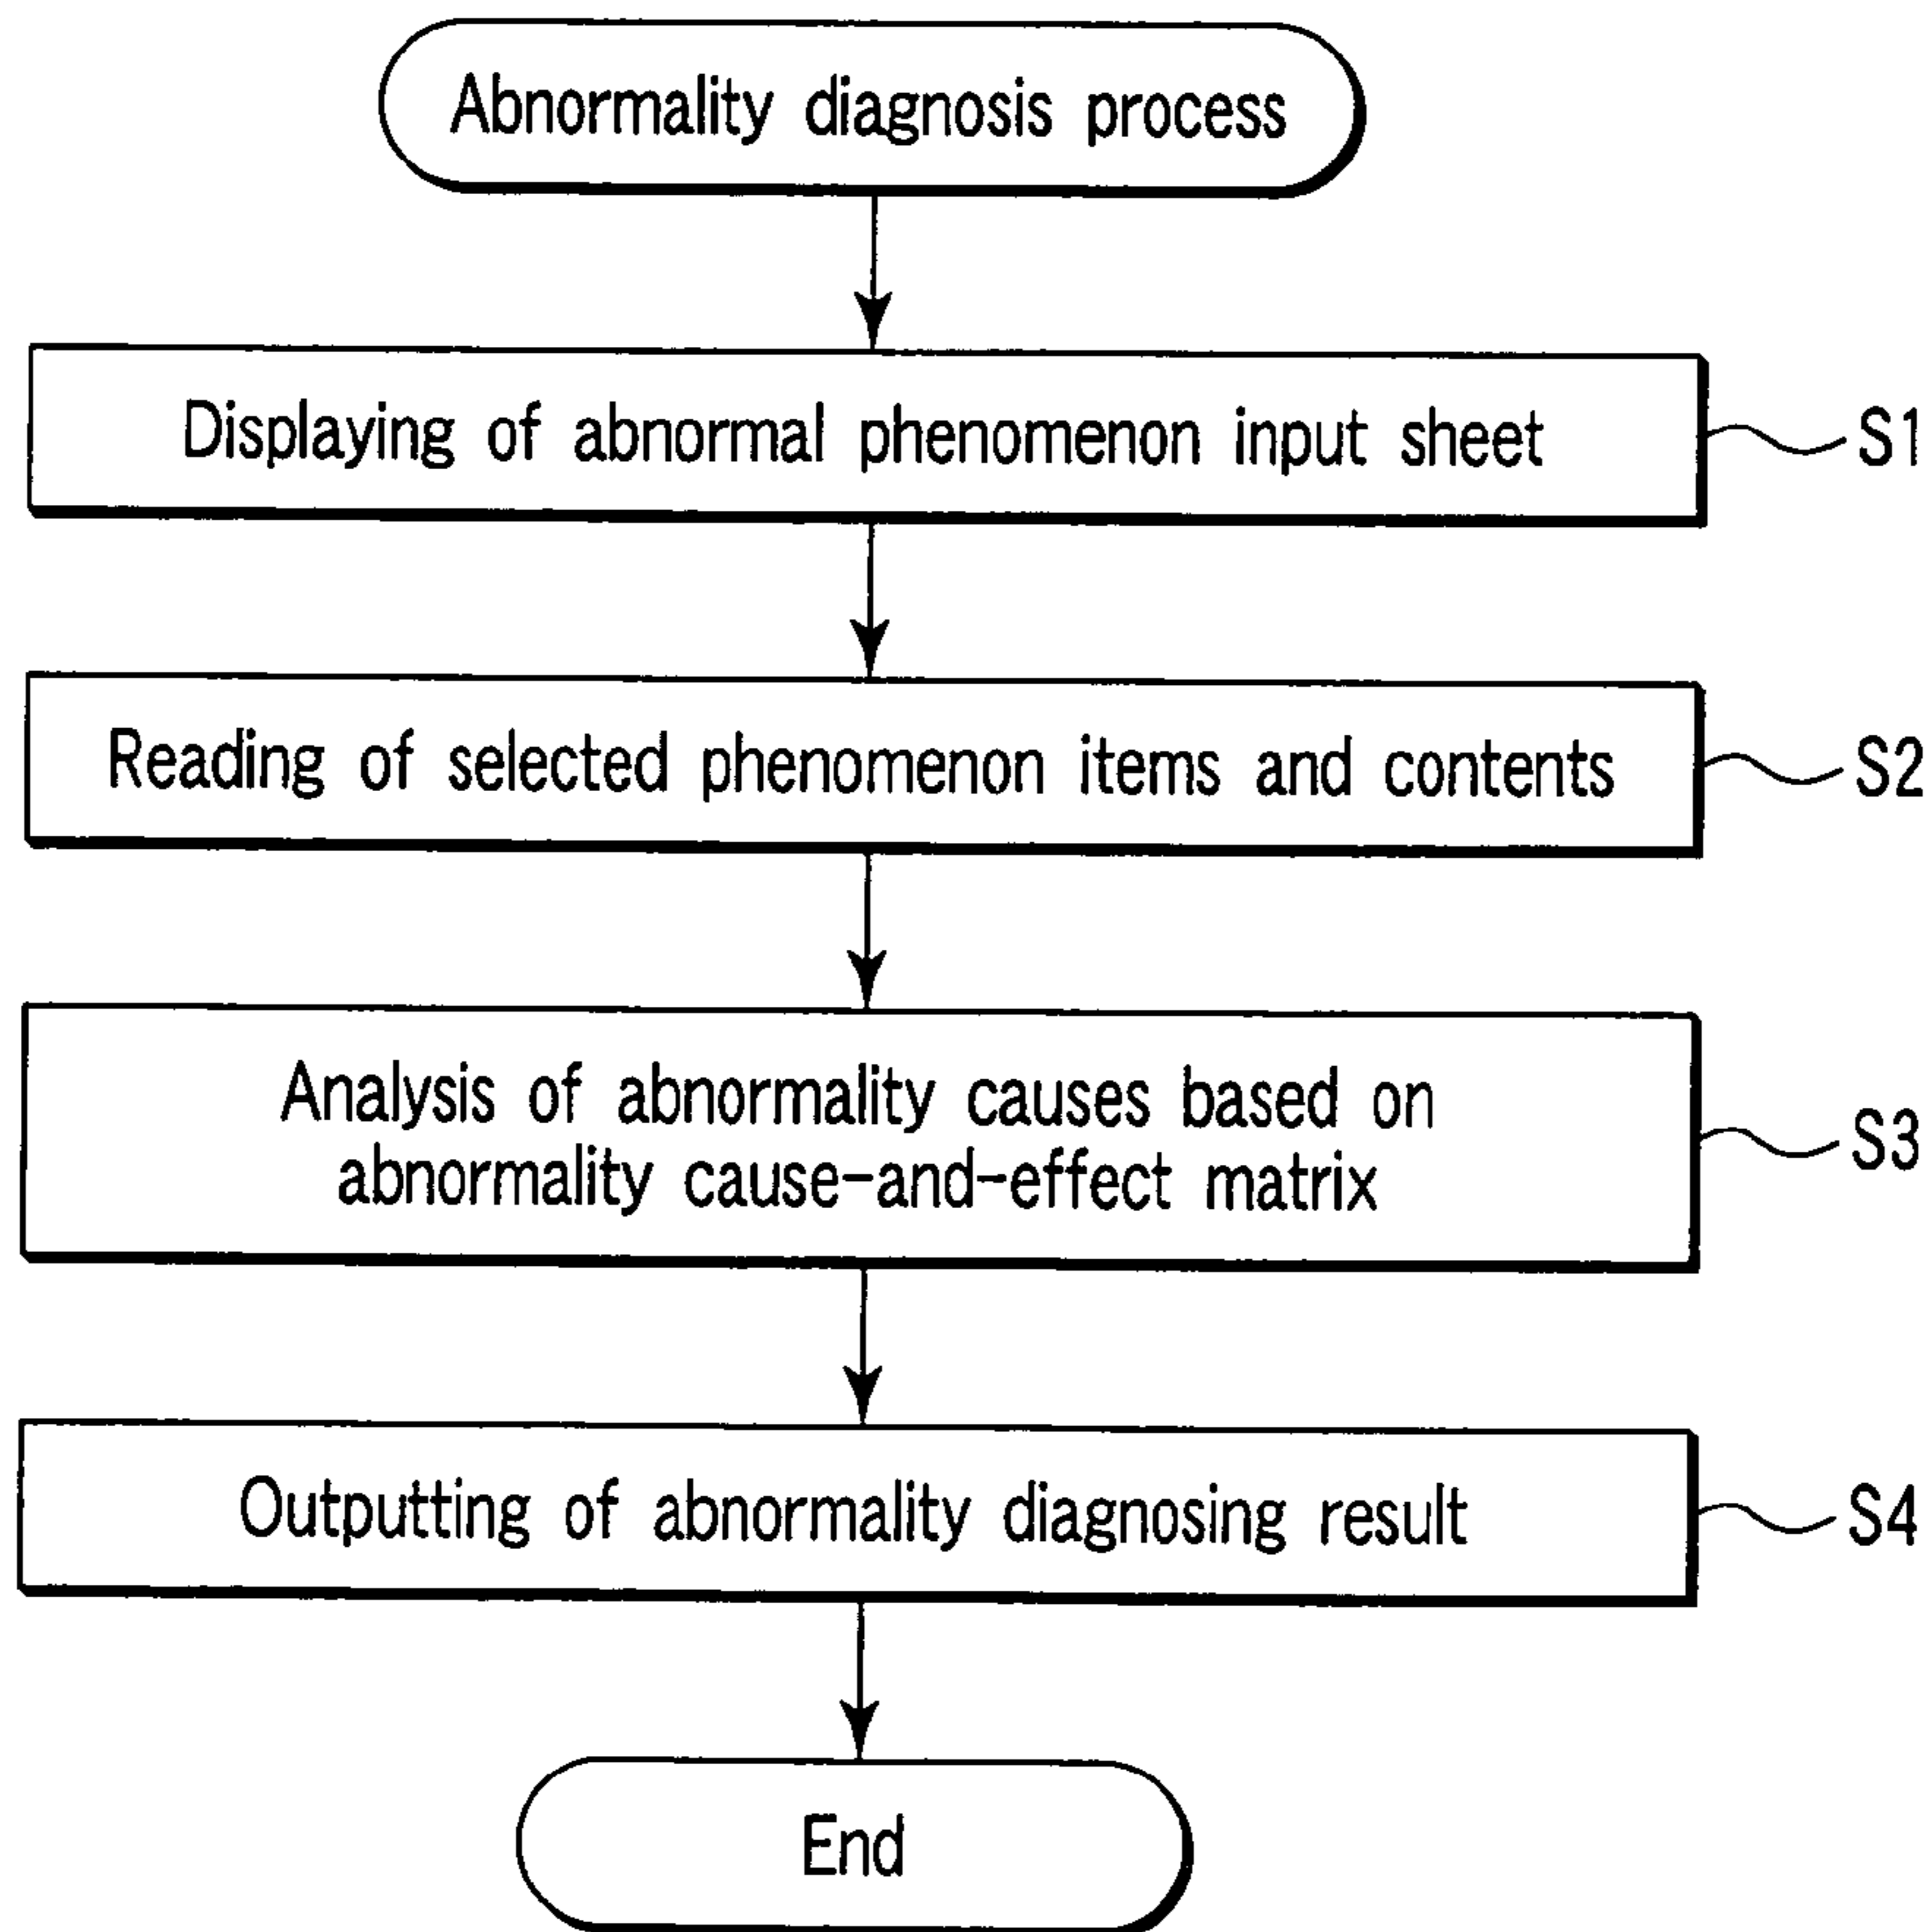 Abnormality diagnosis process
Displaying of abnormal phenomenon input sheet
S1
Reading of selected phenomenon items and contents
S2
Analysis of abnormality causes based on
abnormality cause-and-effect matrix
S3
Outputting of abnormality diagnosing result
S4
End